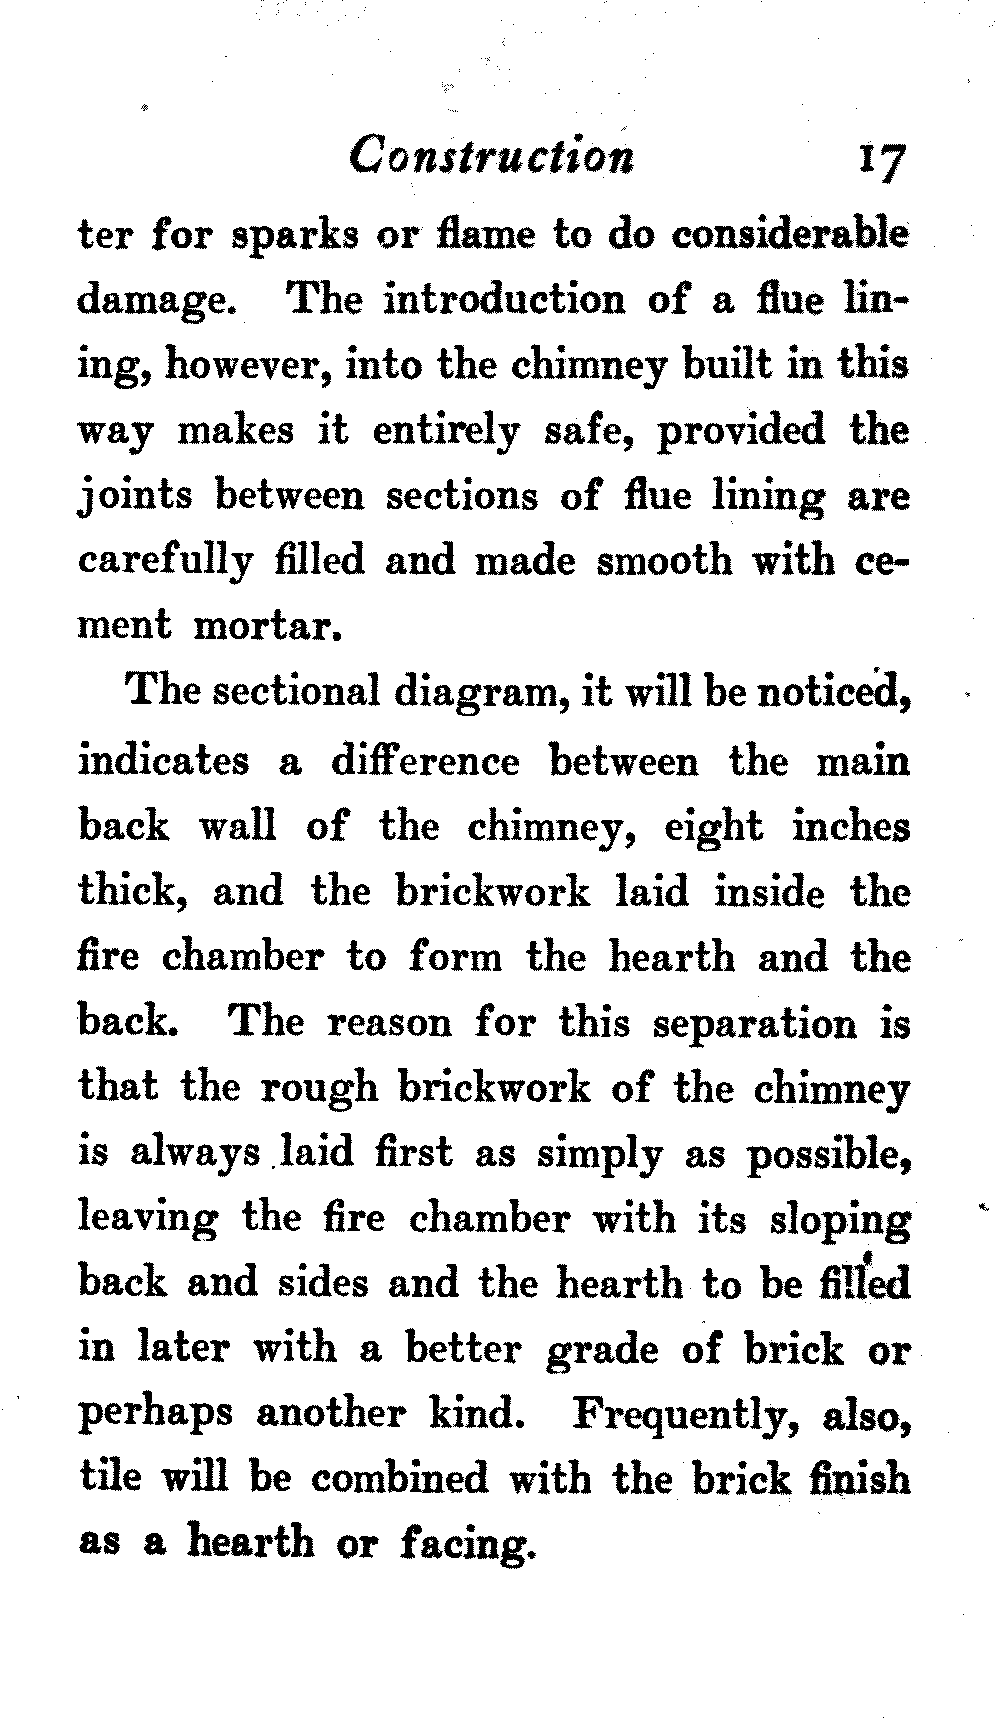 Construction 17
ter for sparks or flame to do considerable
damage. The introduction of a flue lin-
ing, however, into the chimney built in this
way makes it entirely safe, provided the
joints between sections of flue lining are
carefully filled and made smooth with ce-
ment mortar.
The sectional diagram, it will be noticed,
indicates a difference between the main
back wall of the chimney, eight inches
thick, and the brickwork laid inside the
fire chamber to form the hearth and the
back. The reason for this separation is
that the rough brickwork of the chimney
is always laid first as simply as possible,
leaving the fire chamber with its sloping
back and sides and the hearth to be filled
in later with a better grade of brick or
perhaps another kind. Frequently, also,
tile will be combined with the brick finish
as a hearth or facing.